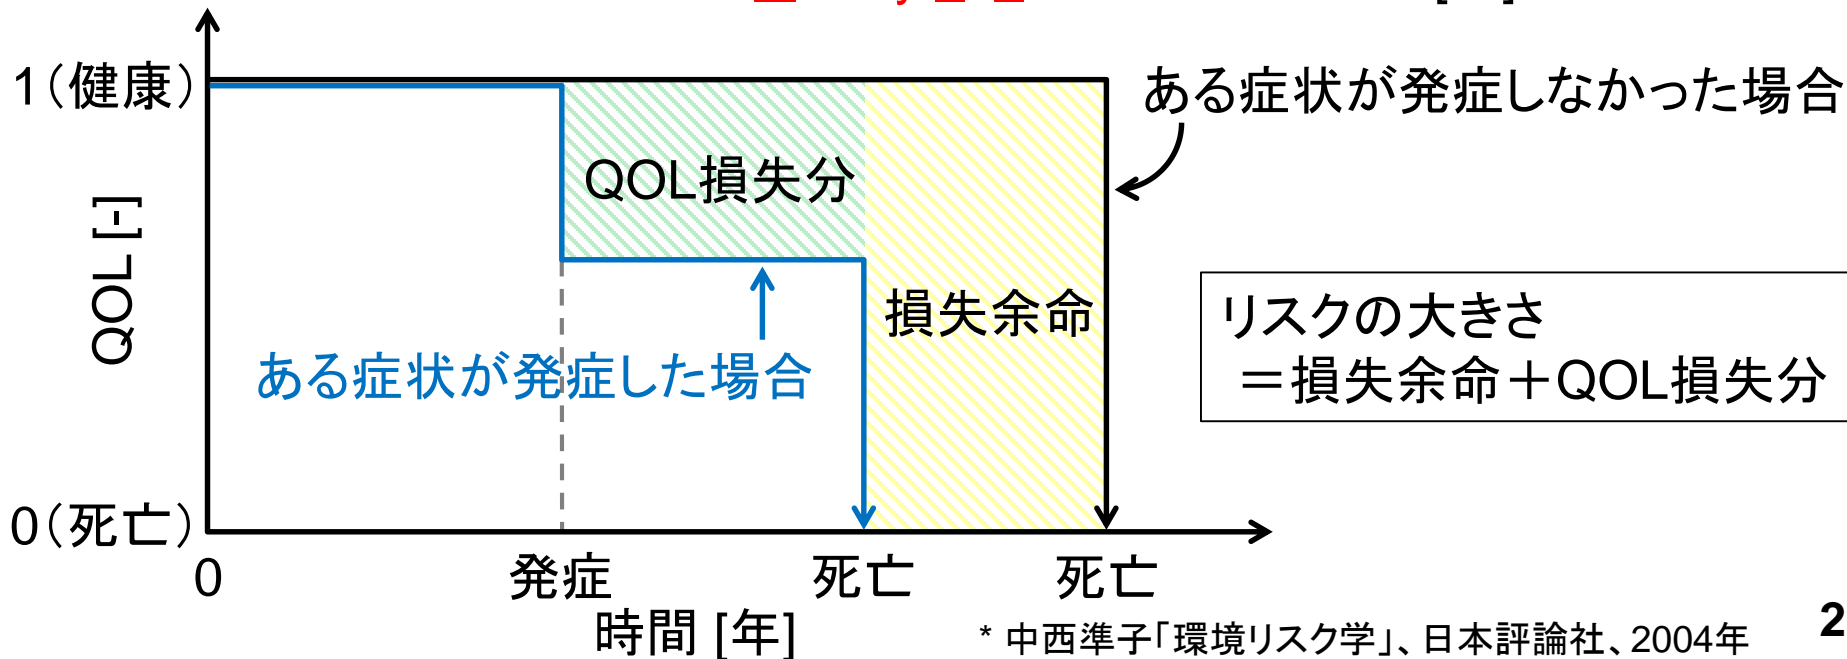 1（健康）
ある症状が発症しなかった場合
QOL損失分
QOL [-]
損失余命
リスクの大きさ
＝損失余命＋QOL損失分
ある症状が発症した場合
0（死亡）
0
発症
死亡
死亡
時間 [年]
* 中西準子「環境リスク学」、日本評論社、2004年
2